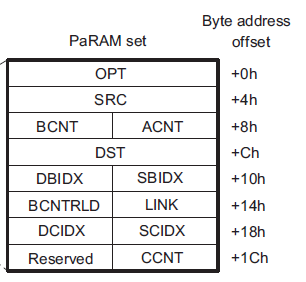 Byte address
PaRAM set offset
OPT +0h
SRC +4h
BCNT ACNT +8h
DST +Ch
DBIDX SBIDX +10h
BCNTRLD LINK +14h
DCIDX SCIDX +18h
Reserved CCNT +1Ch